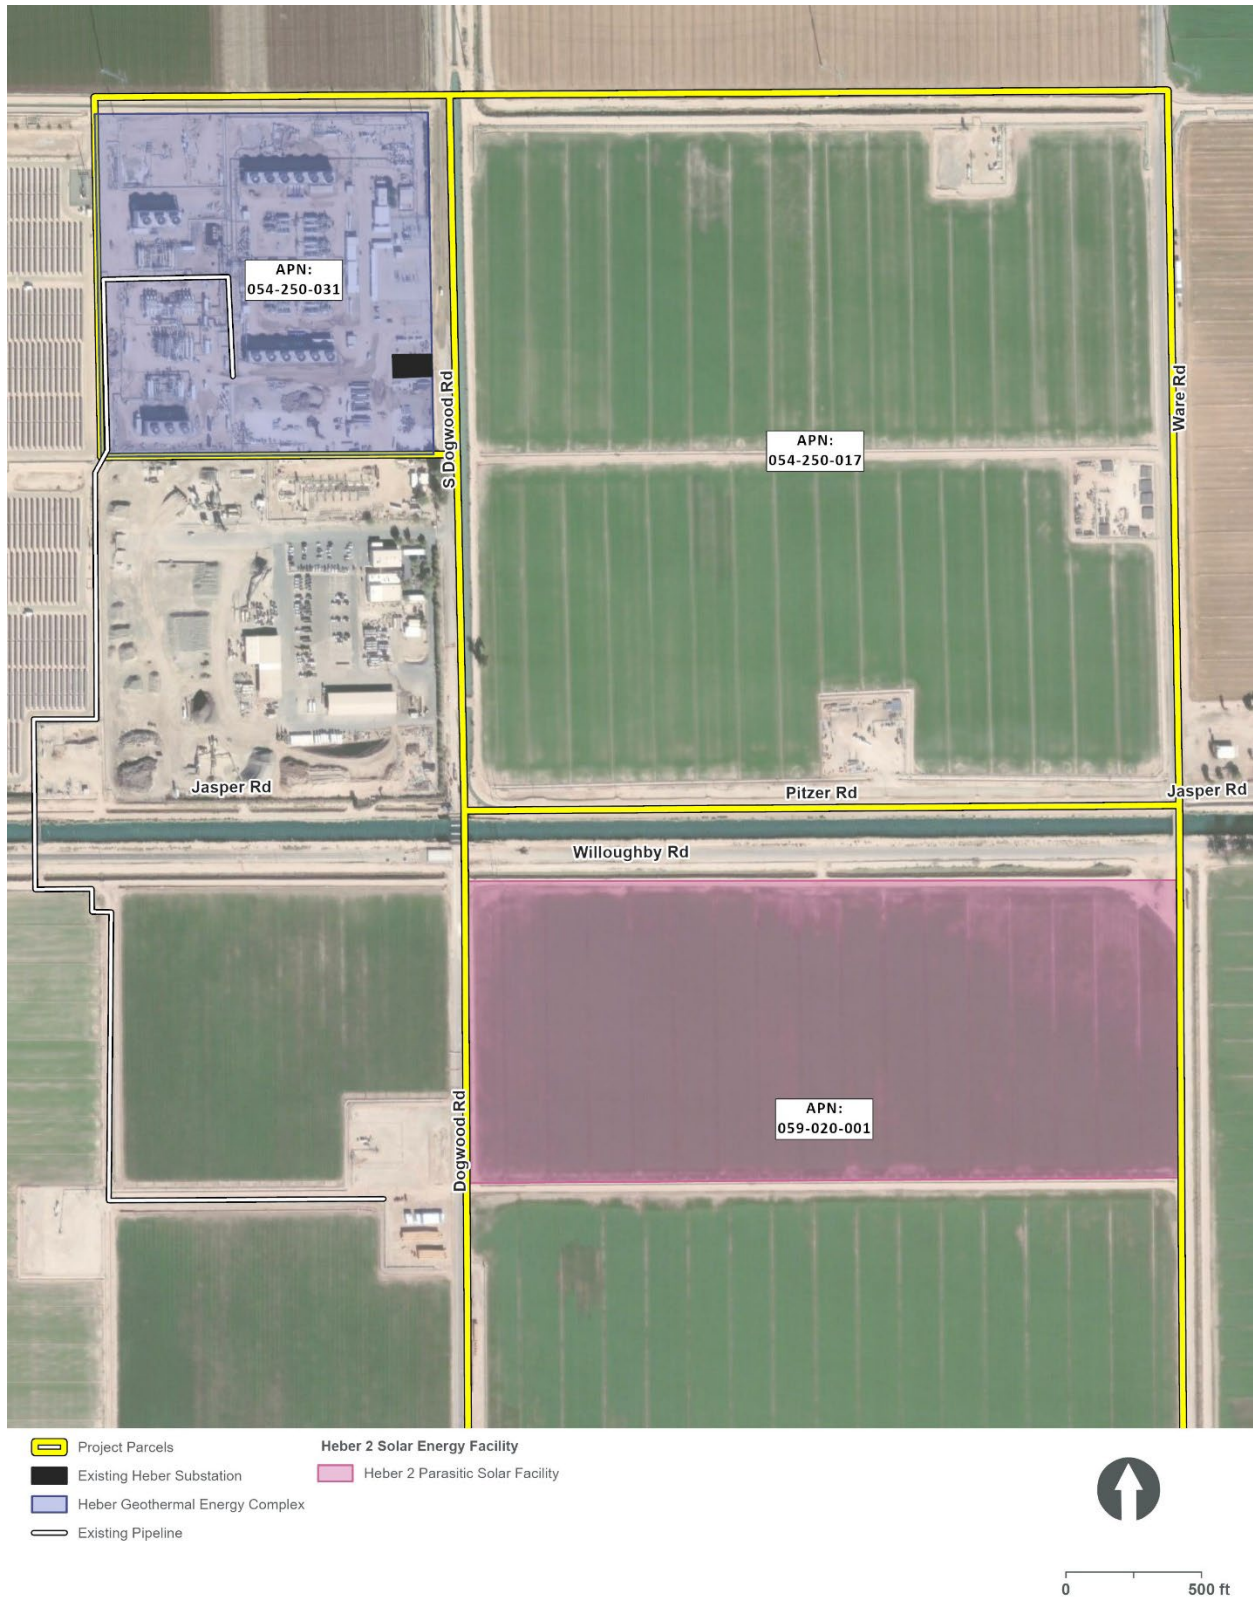 APN:
054-250-031
S Dogwood Rd
Ware Rd
APN:
054-250-017
Jasper Rd
Pitzer Rd
Jasper Rd
Willoughby Rd
Dogwood Rd
APN:
059-020-001
Project Parcels
Existing Heber Substation
Heber Geothermal Energy Complex
Existing Pipeline
Heber 2 Solar Energy Facility
Heber 2 Parasitic Solar Facility
0 500 ft